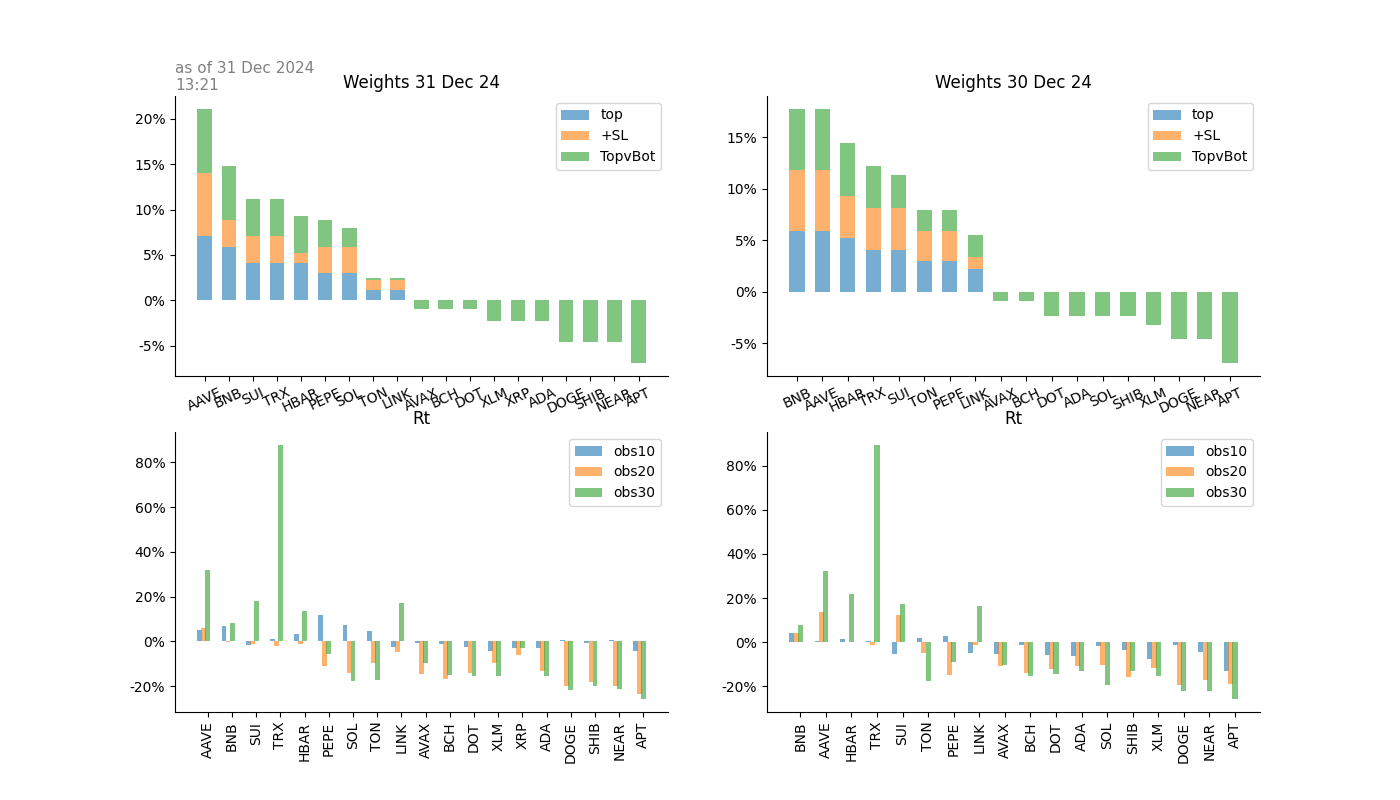 as of 31 Dec 2024
13:21
Weights 31 Dec 24
20%
15%
10%
5%
0%
-5%
top
+SL
TopvBot
AAVE BNB SUI TRX HBAR PEPE SOL TON LINK AVAX BCH DOT XLM XRP ADA DOGE SHIB NEAR APT
Weights 30 Dec 24
15%
10%
5%
0%
-5%
top
+SL
TopvBot
BNB AAVE HBAR TRX SUI TON PEPE LINK AVAX BCH DOT ADA SOL SHIB XLM DOGE NEAR APT
Rt
80%
60%
40%
20%
0%
-20%
obs10
obs20
obs30
AAVE BNB SUI TRX HBAR PEPE SOL TON LINK AVAX BCH DOT XLM XRP ADA DOGE SHIB NEAR APT
Rt
80%
60%
40%
20%
0%
-20%
obs10
obs20
obs30
BNB AAVE HBAR TRX SUI TON PEPE LINK AVAX BCH DOT ADA SOL SHIB XLM DOGE NEAR APT